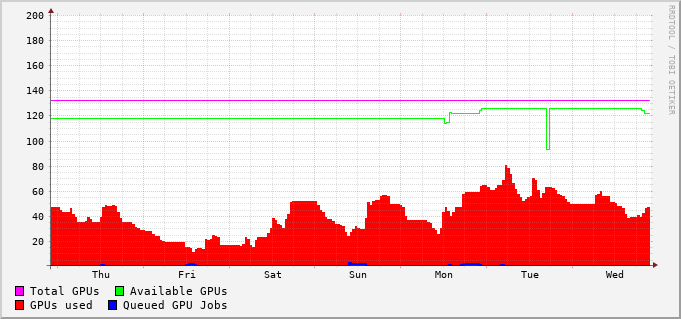 200
180
160
140
120
100
80
60
40
20
Thu Fri Sat Sun Mon Tue Wed
Total GPUs Available GPUs
GPUs used Queued GPU Jobs
RRDTOOL / TOBI OETIKER